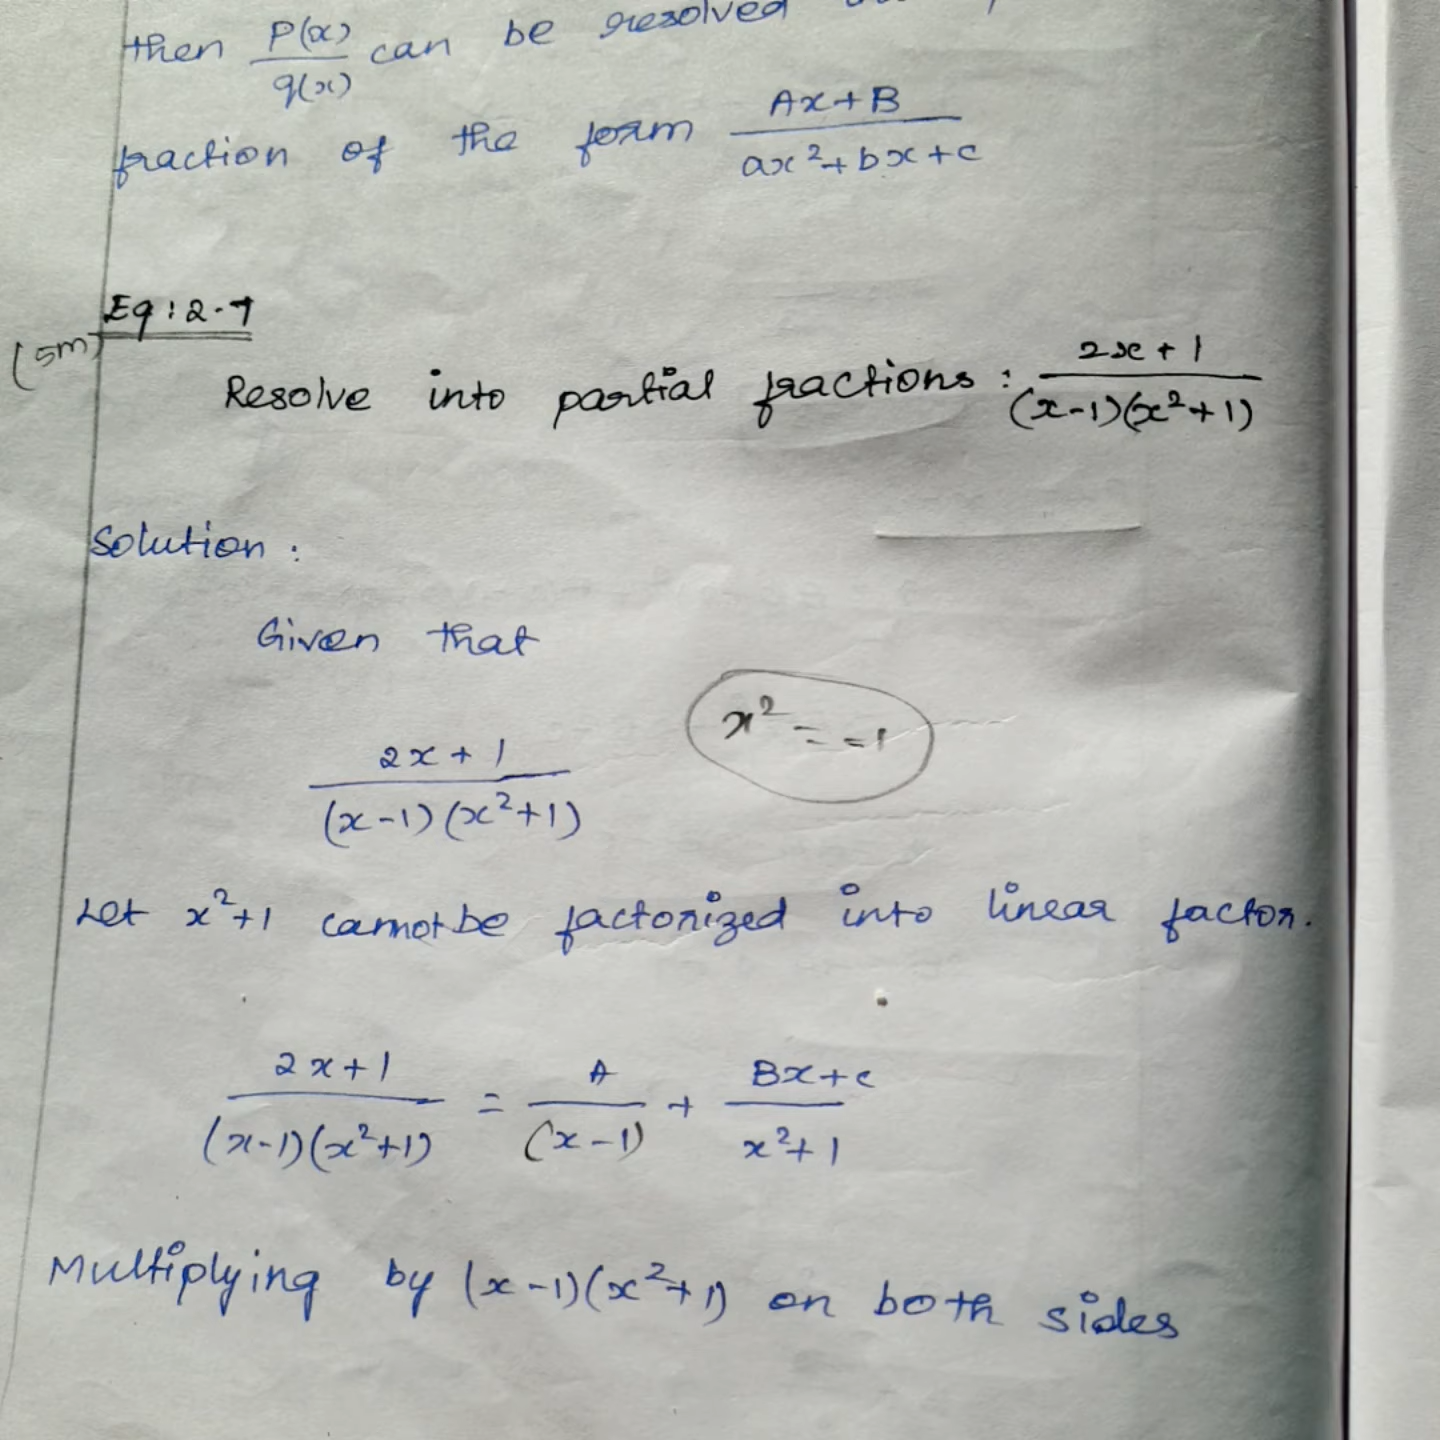 then P(x)/q(x) can be resolved
fraction of the form Ax+B/ax²+bx+c
Eg:2.7
(5m)
Resolve into partial fractions: 2x+1/(x-1)(x²+1)
Solution:
Given that
x² = -1
2x+1/(x-1)(x²+1)
Let x²+1 cannot be factorized into linear factor.
2x+1/(x-1)(x²+1) = A/(x-1) + Bx+c/x²+1
Multiplying by (x-1)(x²+1) on both sides